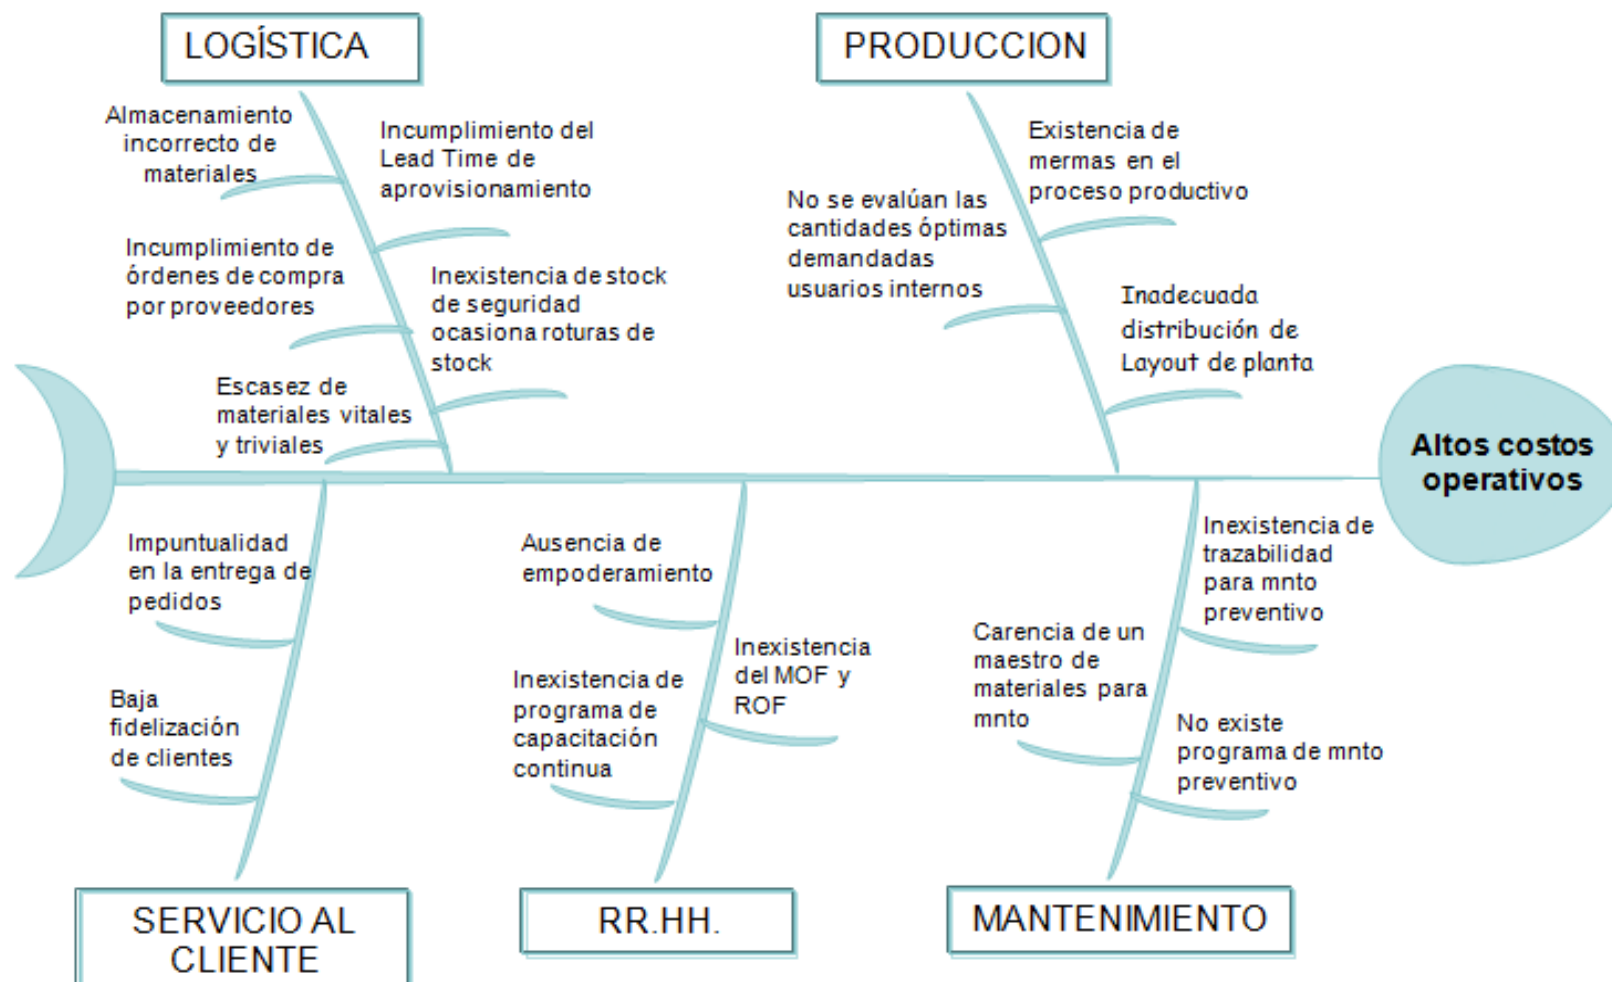 LOGÍSTICA
PRODUCCION
Almacenamiento
incorrecto de
materiales
Incumplimiento del
Lead Time de
aprovisionamiento
Incumplimiento de
órdenes de compra
por proveedores
Inexistencia de stock
de seguridad
ocasiona roturas de
stock
Escasez de
materiales vitales
y triviales
Existencia de
mermas en el
proceso productivo
No se evalúan las
cantidades óptimas
demandadas
usuarios internos
Inadecuada
distribución de
Layout de planta
Altos costos
operativos
Impuntualidad
en la entrega de
pedidos
Baja
fidelización
de clientes
Ausencia de
empoderamiento
Inexistencia
del MOF y
ROF
Inexistencia de
programa de
capacitación
continua
Inexistencia de
trazabilidad
para mnto
preventivo
Carencia de un
maestro de
materiales para
mnto
No existe
programa de mnto
preventivo
SERVICIO AL
CLIENTE
RR.HH.
MANTENIMIENTO